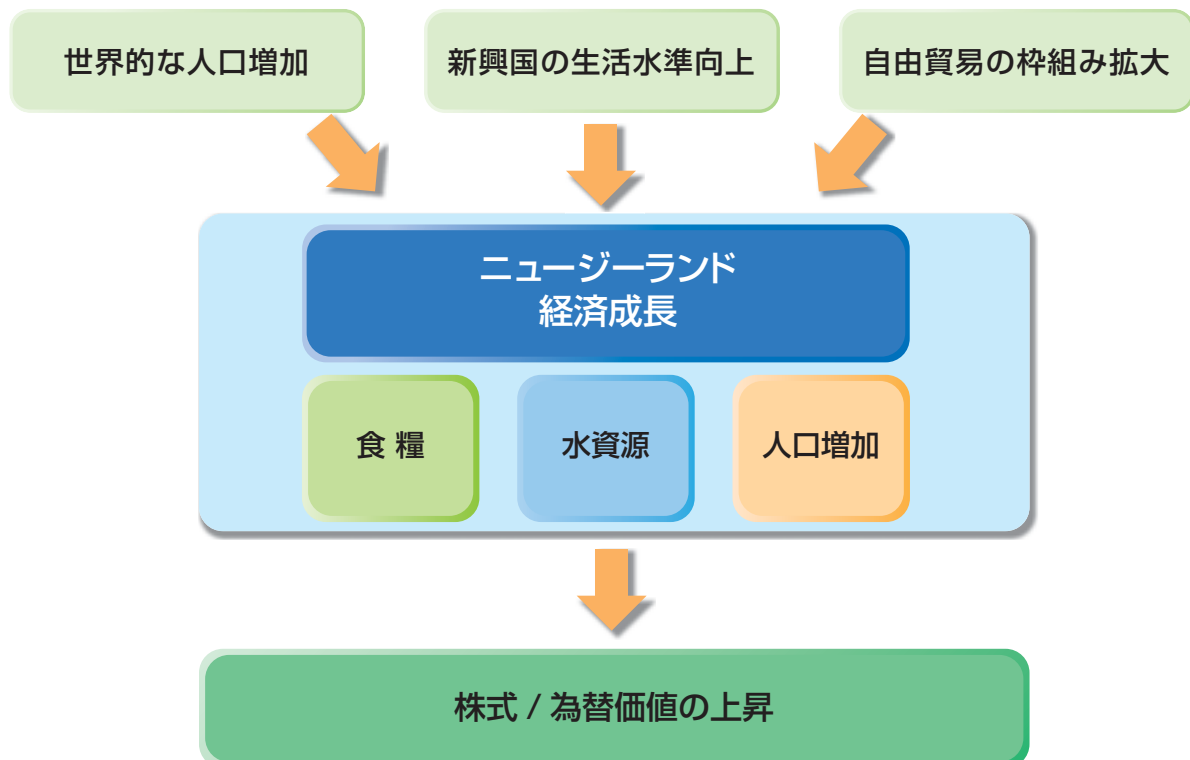 世界的な人口増加
新興国の生活水準向上
自由貿易の枠組み拡大
ニュージーランド
経済成長
食 糧
水資源
人口増加
株式 / 為替価値の上昇